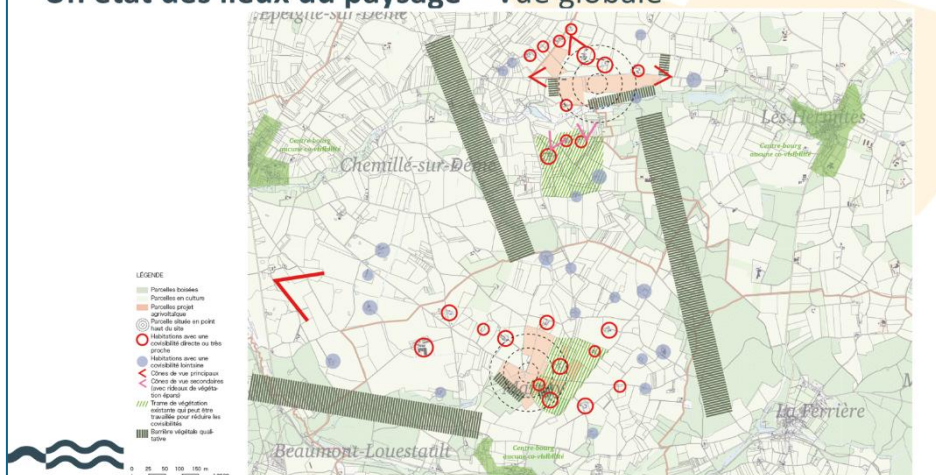 Un état des lieux du paysage – Vue globale
Epeigné-sur-Dême
Les Hermites
Centre-bourg
aucune co-visibilité
Centre-bourg
aucune co-visibilité
Chemillé-sur-Dême
LÉGENDE
Parcelles boisées
Parcelles en culture
Parcelles projet
agrivoltaïque
Parcelle située en point
haut du site
Habitations avec une
covisibilité directe ou très
proche
Habitations avec une
covisibilité lointaine
Cônes de vue principaux
Cônes de vue secondaires
(avec rideaux de végéta-
tion épars)
Trame de végétation
existante qui peut être
travaillée pour réduire les
covisibilités
Barrière végétale quali-
tative
La Ferrière
Beaumont-Louestault
Centre-bourg
aucune co-visibilité
0 25 50 100 150 m